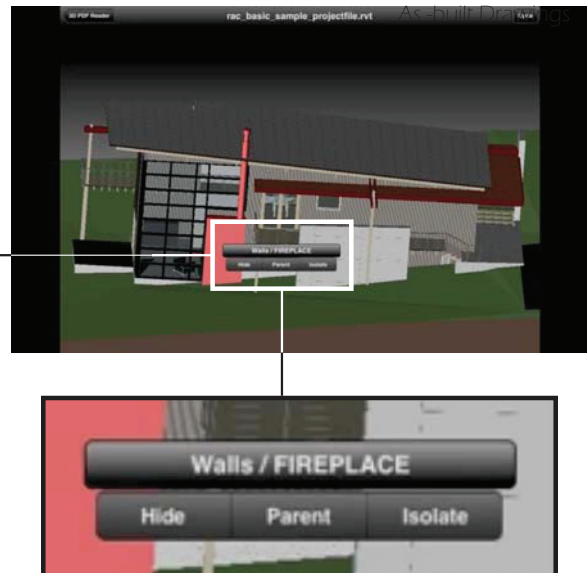 3D PDF Reader
rac_basic_sample_projectfile.rvt
As-built Drawings
Walls / FIREPLACE
Hide Parent Isolate
Walls / FIREPLACE
Hide Parent Isolate